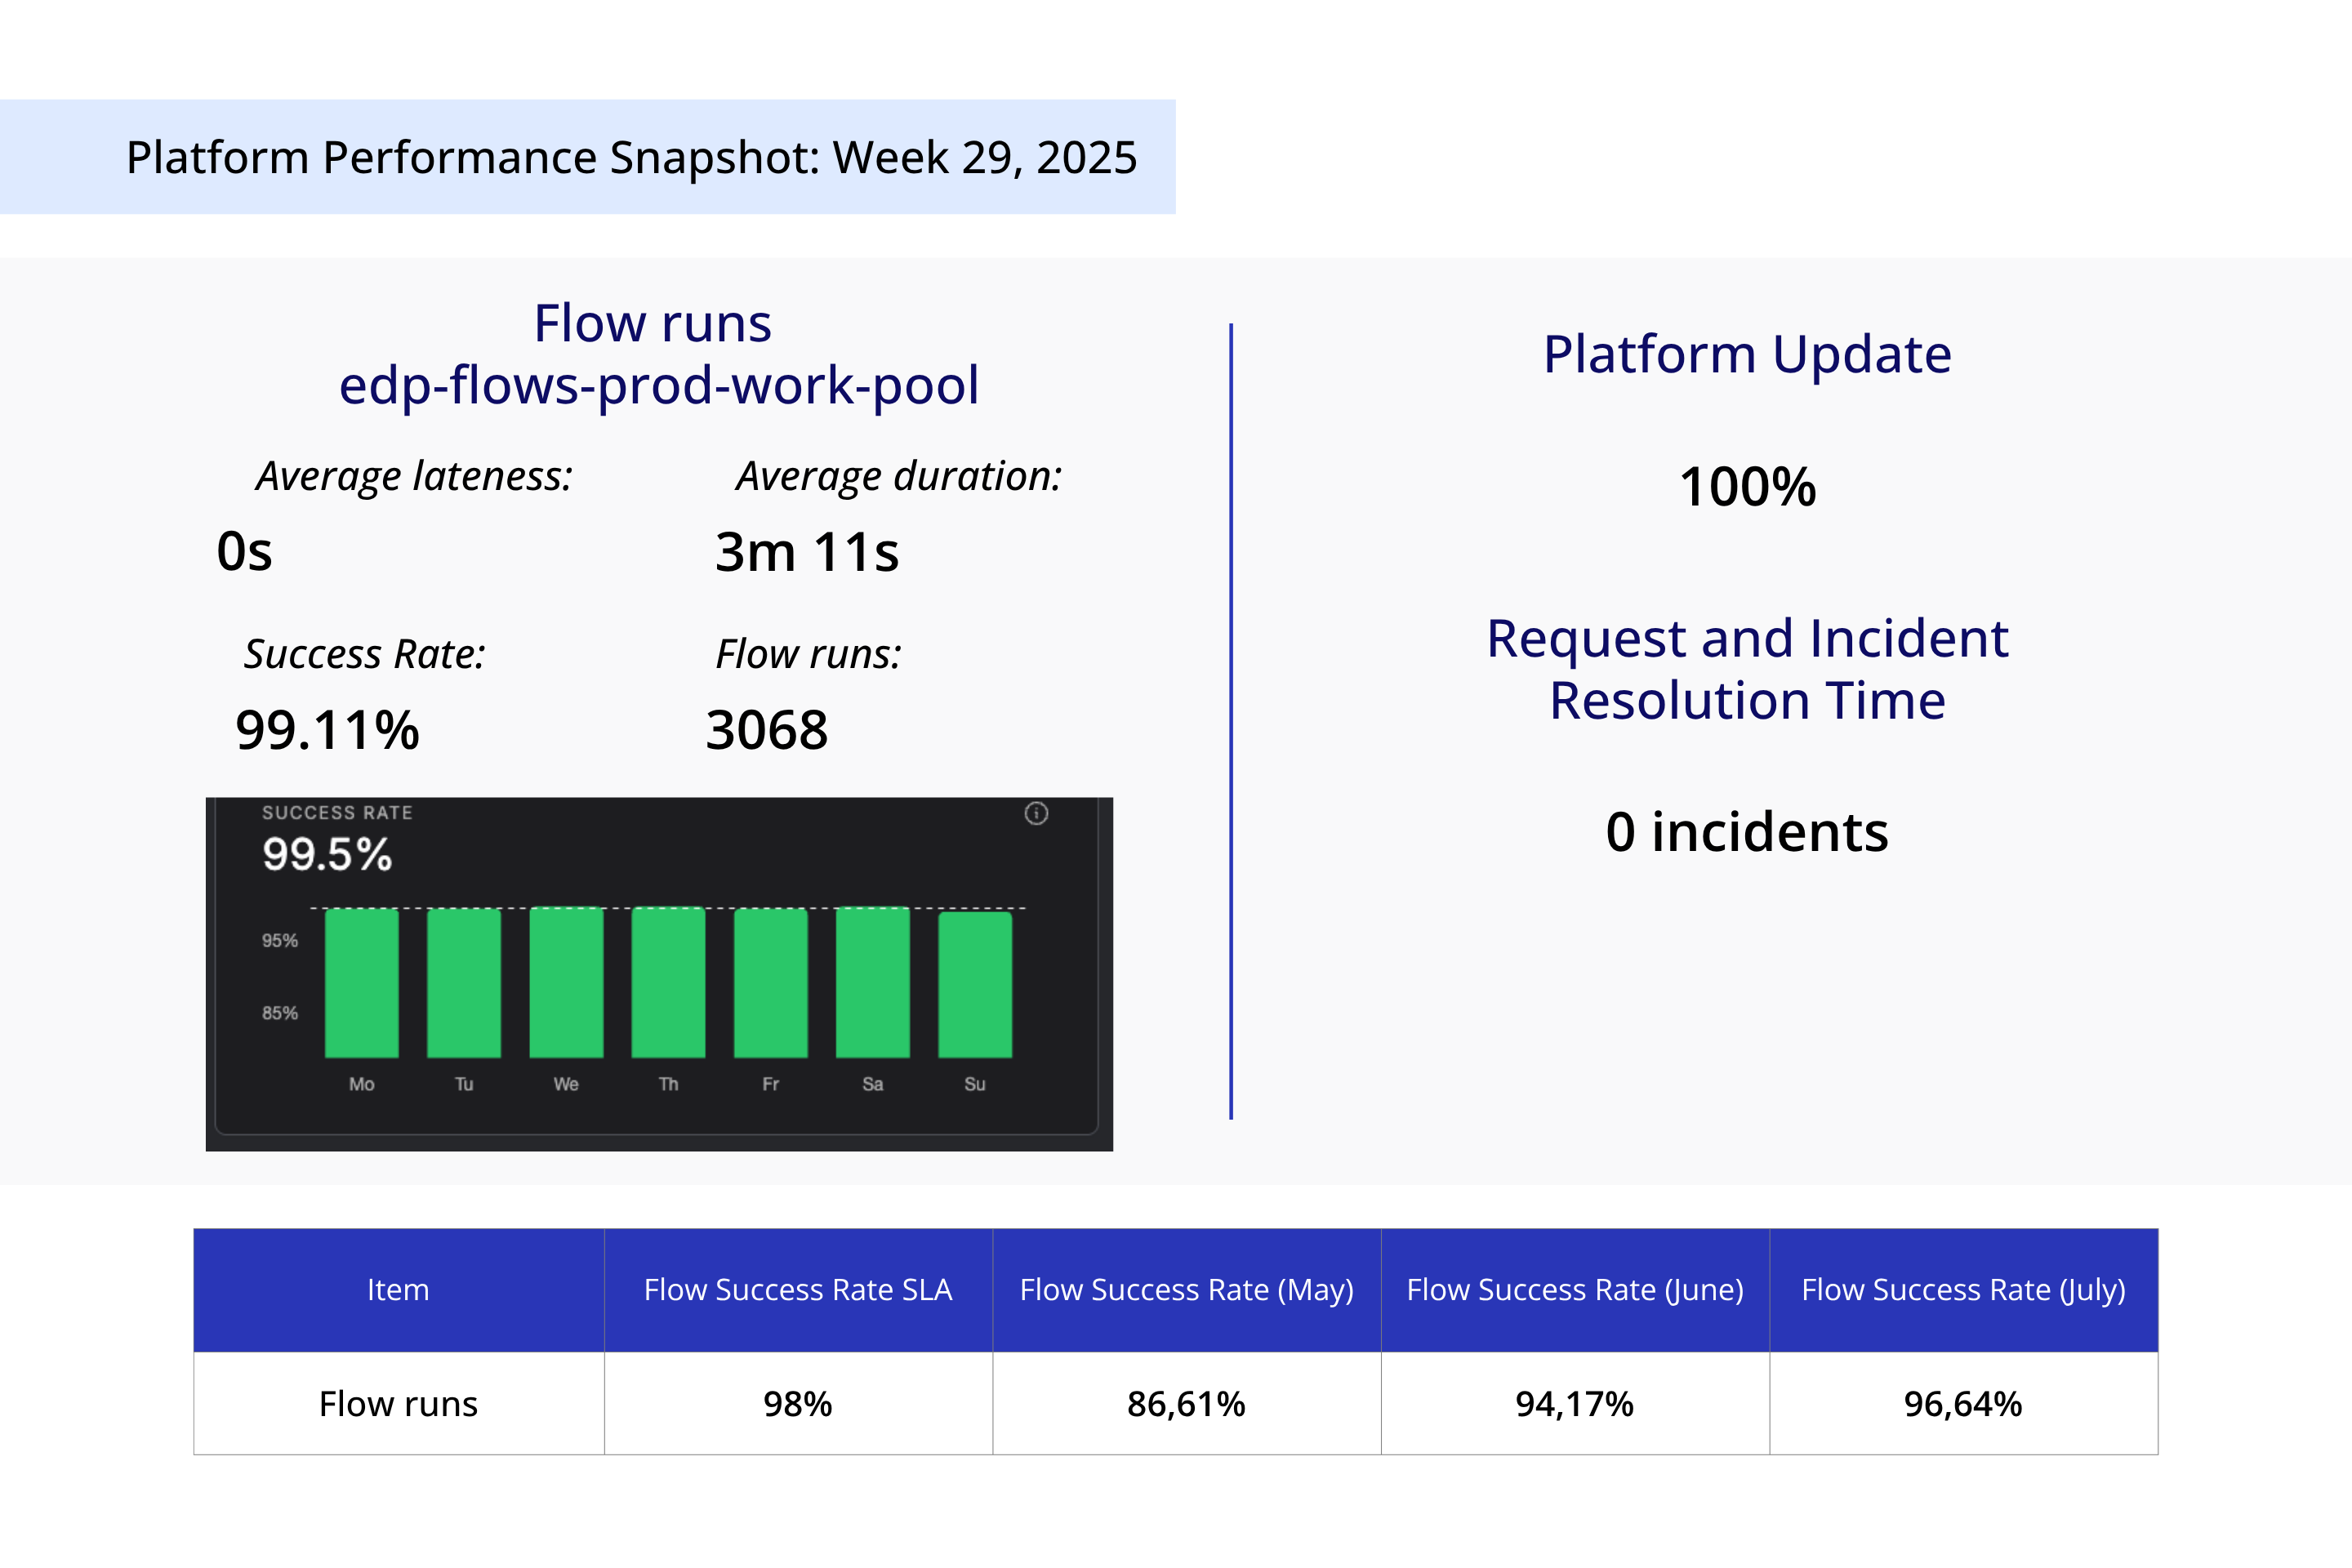 Platform Performance Snapshot: Week 29, 2025
Flow runs
edp-flows-prod-work-pool
Average lateness:
0s
Average duration:
3m 11s
Success Rate:
99.11%
Flow runs:
3068
SUCCESS RATE
99.5%
95%
85%
Mo Tu We Th Fr Sa Su
Platform Update
100%
Request and Incident
Resolution Time
0 incidents
Item Flow Success Rate SLA Flow Success Rate (May) Flow Success Rate (June) Flow Success Rate (July)
Flow runs 98% 86,61% 94,17% 96,64%